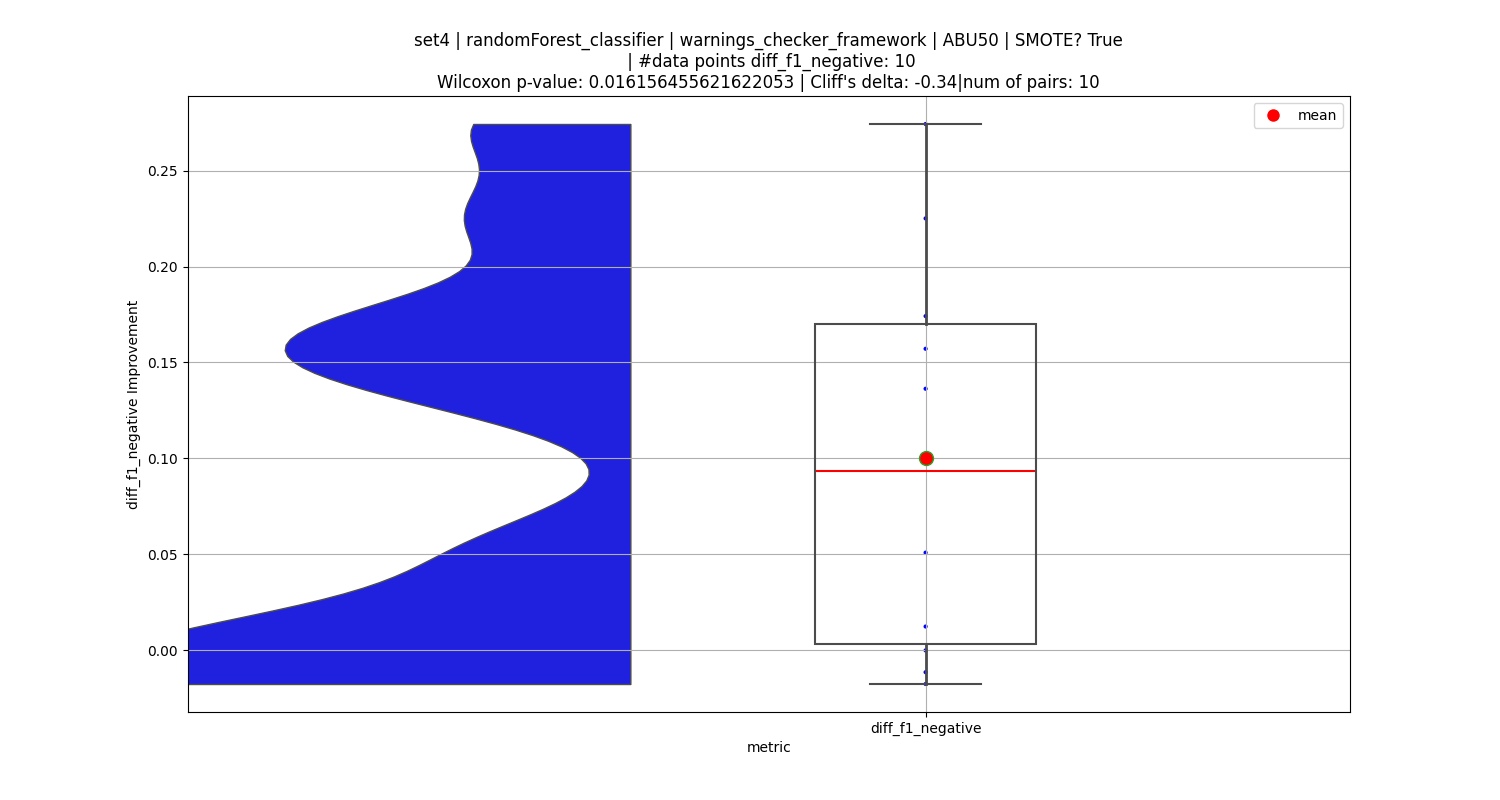 set4 | randomForest_classifier | warnings_checker_framework | ABU50 | SMOTE? True
| #data points diff_f1_negative: 10
Wilcoxon p-value: 0.016156455621622053 | Cliff's delta: -0.34|num of pairs: 10
mean
0.25
0.20
0.15
0.10
0.05
0.00
diff_f1_negative Improvement
diff_f1_negative
metric